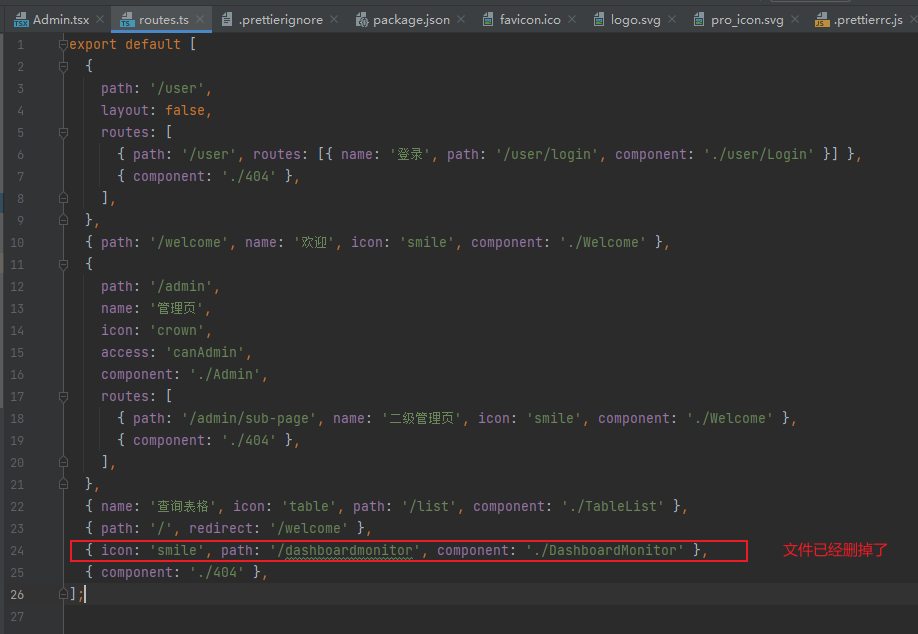 Admin.tsx routes.ts .prettierignore package.json favicon.ico logo.svg pro_icon.svg .prettierrc.js
1 export default [
2 {
3 path: '/user',
4 layout: false,
5 routes: [
6 { path: '/user', routes: [{ name: '登录', path: '/user/login', component: './user/Login' }] },
7 { component: './404' },
8 ],
9 },
10 { path: '/welcome', name: '欢迎', icon: 'smile', component: './Welcome' },
11 {
12 path: '/admin',
13 name: '管理页',
14 icon: 'crown',
15 access: 'canAdmin',
16 component: './Admin',
17 routes: [
18 { path: '/admin/sub-page', name: '二级管理页', icon: 'smile', component: './Welcome' },
19 { component: './404' },
20 ],
21 },
22 { name: '查询表格', icon: 'table', path: '/list', component: './TableList' },
23 { path: '/', redirect: '/welcome' },
24 { icon: 'smile', path: '/dashboardmonitor', component: './DashboardMonitor' }, 文件已经删掉了
25 { component: './404' },
26 ];
27